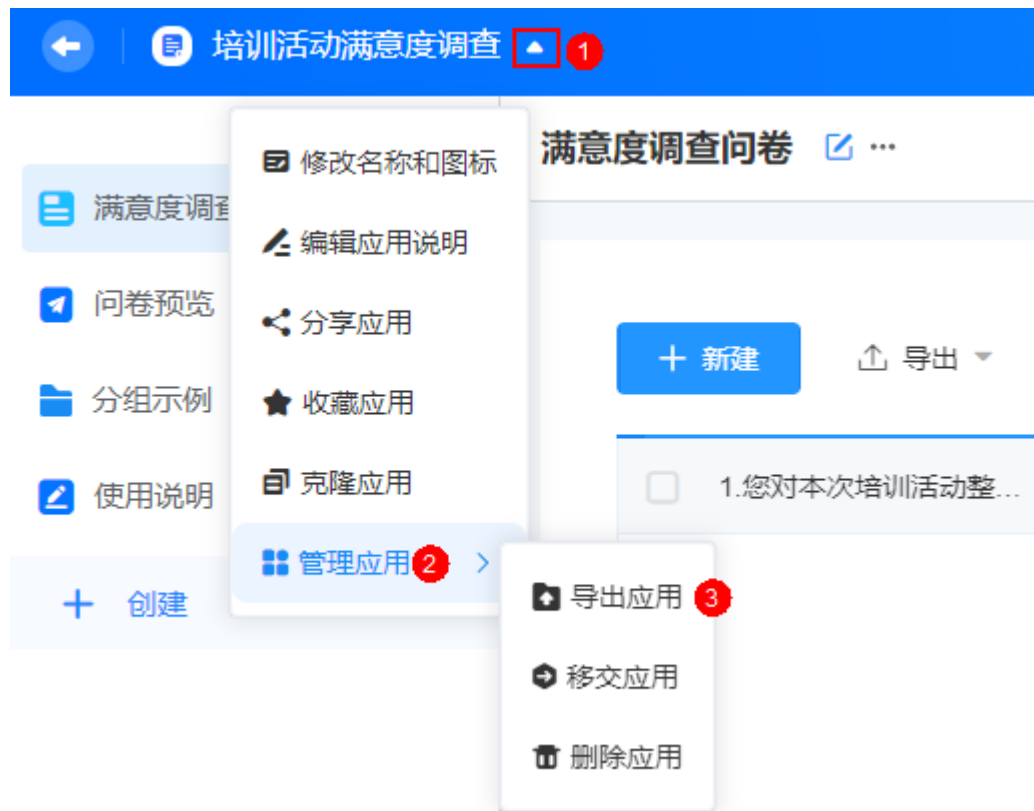 培训活动满意度调查 1
修改名称和图标
编辑应用说明
分享应用
收藏应用
克隆应用
管理应用 2
导出应用 3
移交应用
删除应用
满意度调查
问卷预览
分组示例
使用说明
创建
满意度调查问卷 ...
新建 导出
1.您对本次培训活动整...